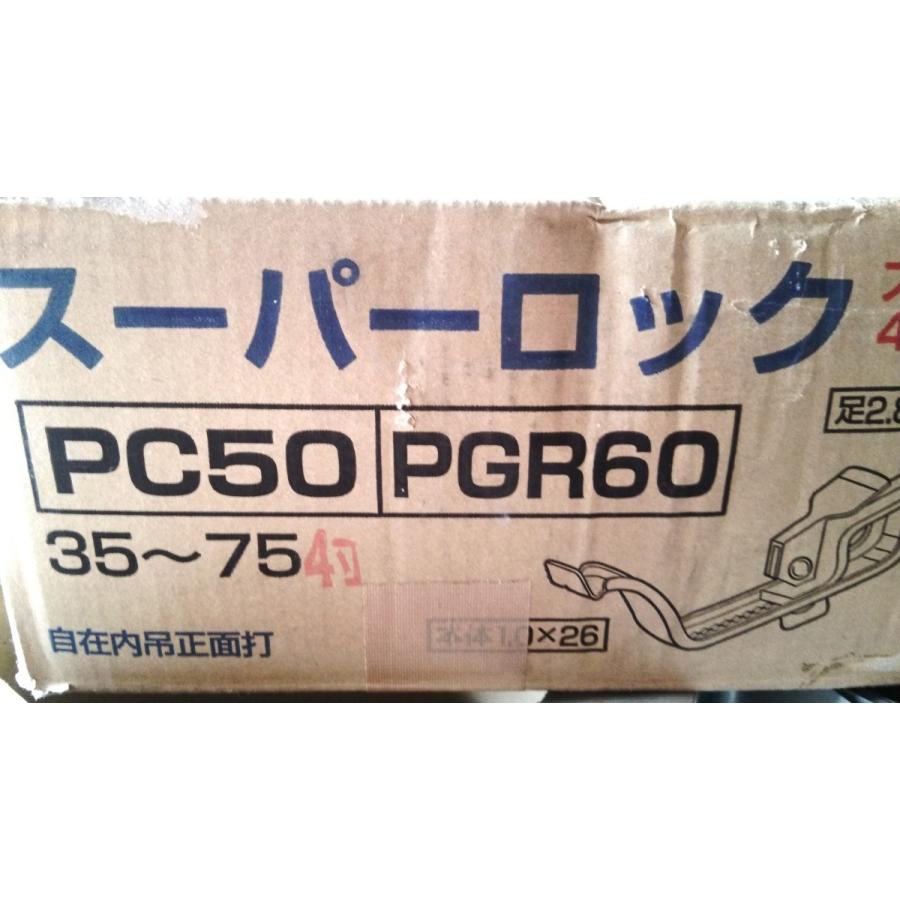 スーパーロック
4
PC50 PGR60
足2.8
35～75 釘
自在内吊正面打
本体1.0×26